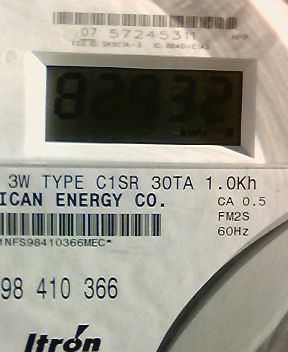 07 57245311
82832
kWh
3W TYPE C1SR 30TA 1.0Kh
ICAN ENERGY CO.
CA 0.5
FM2S
60Hz
1NFS98410366MEC*
98 410 366
Itron